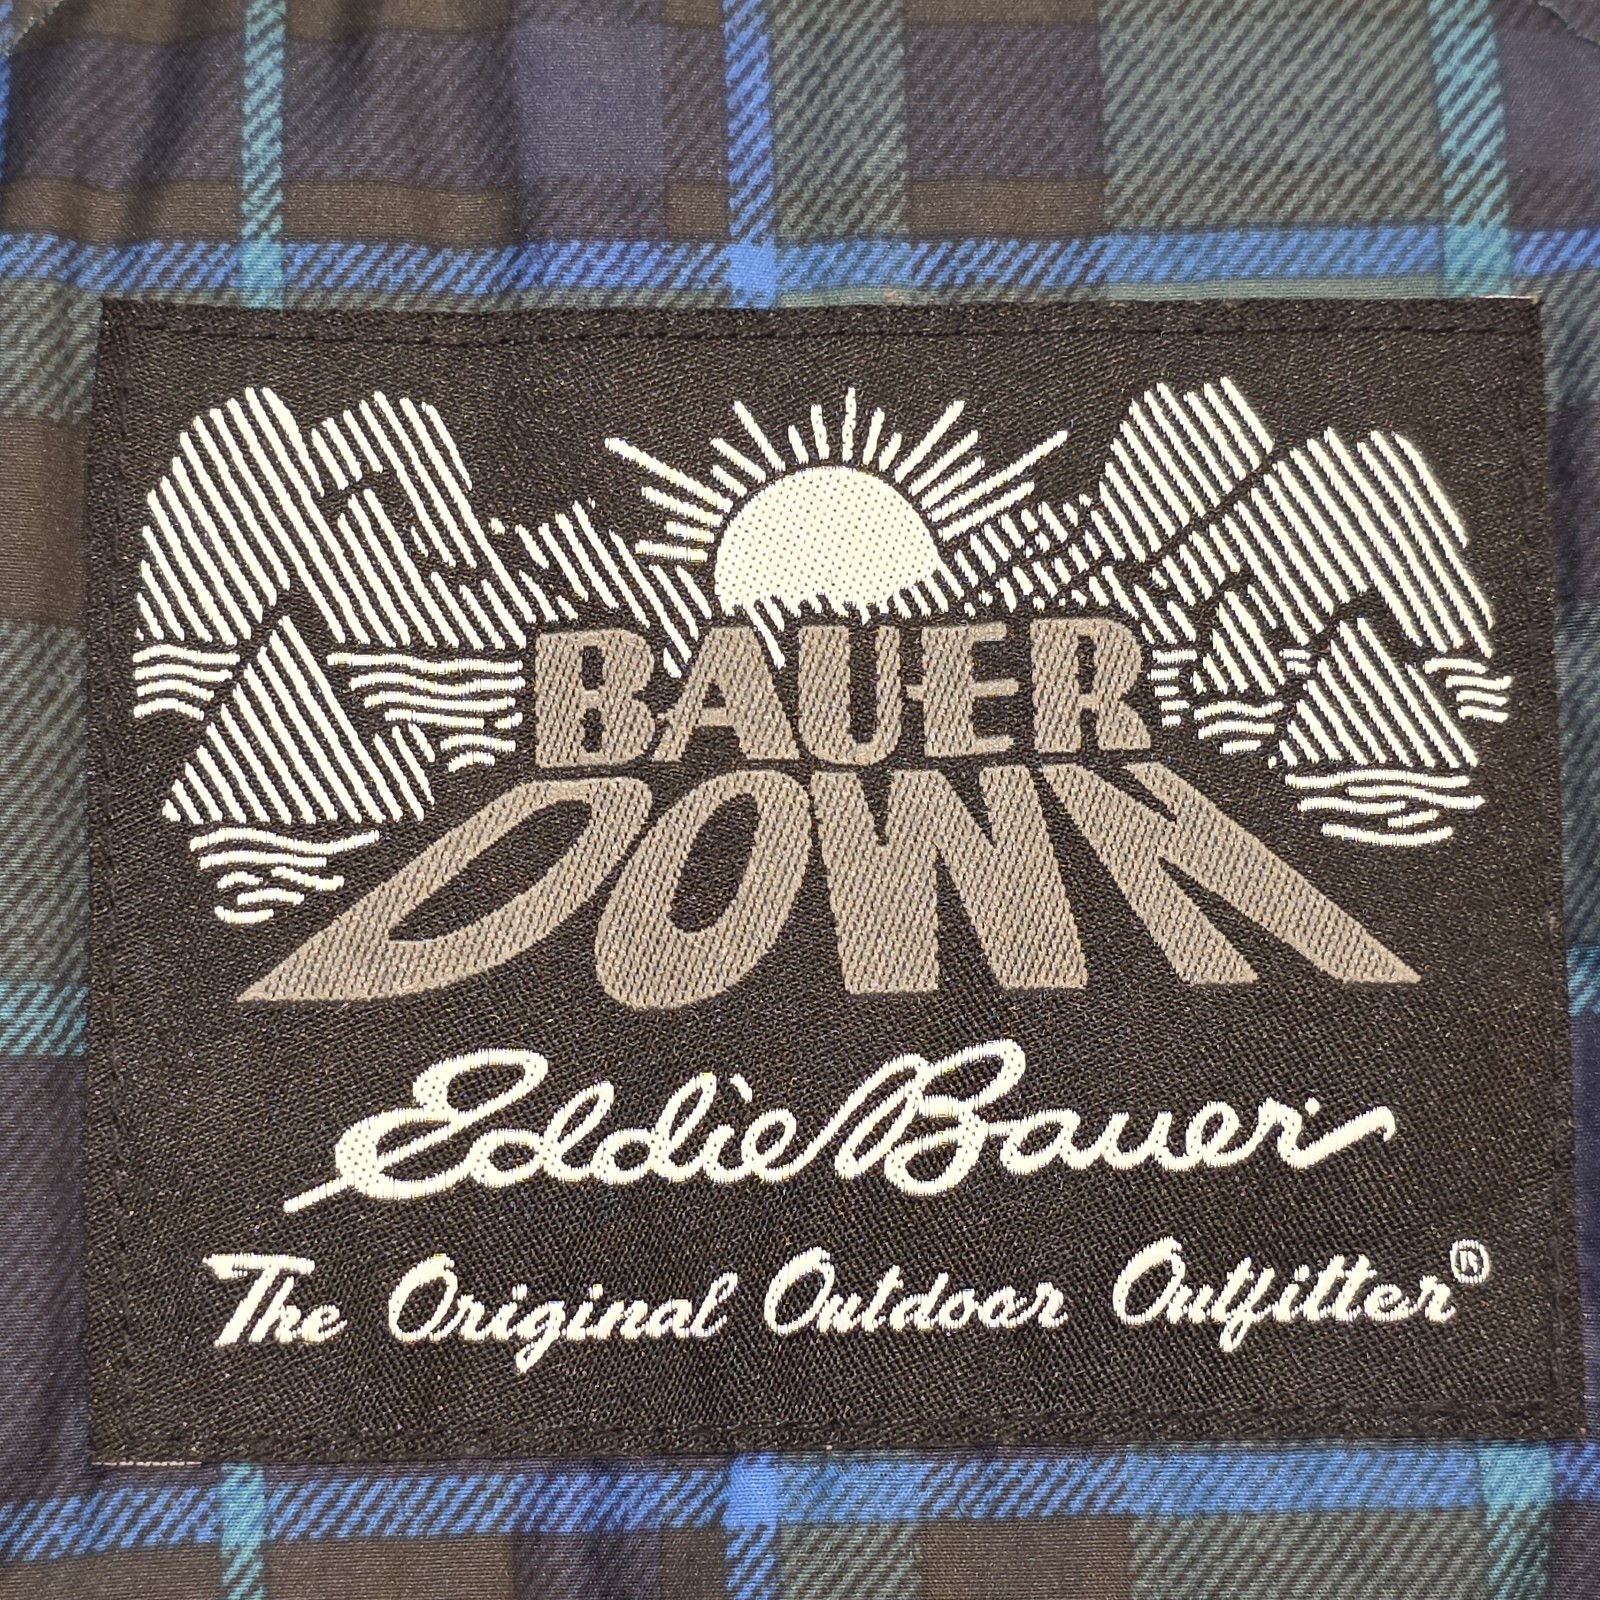 BAUER
DOWN
Eddie Bauer
The Original Outdoor Outfitter®